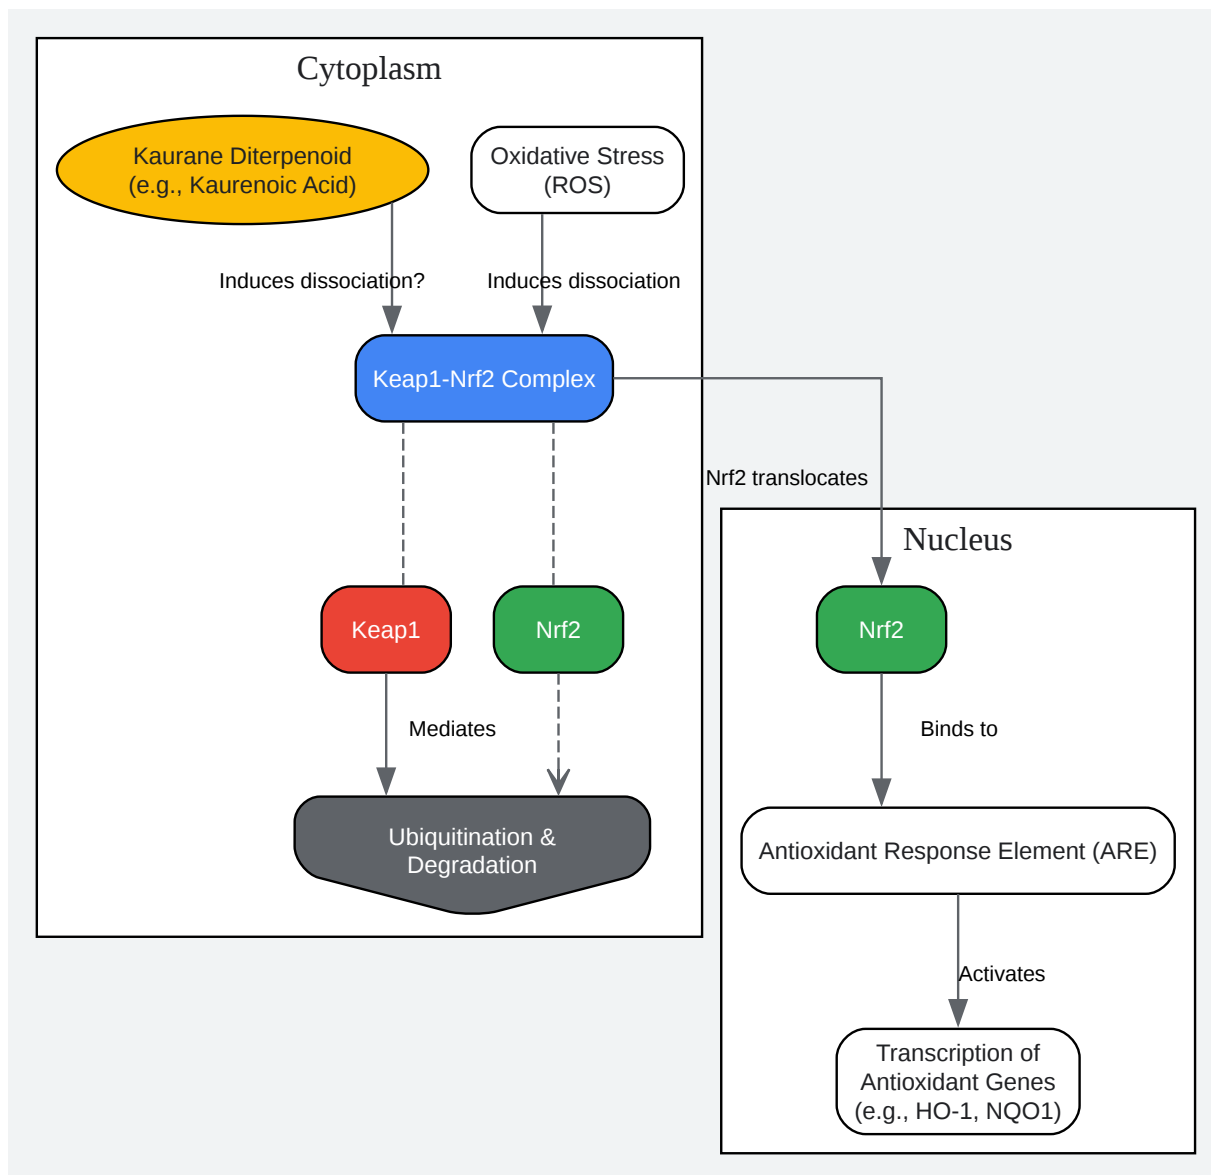 Cytoplasm
Kaurane Diterpenoid
(e.g., Kaurenoic Acid)
Oxidative Stress
(ROS)
Induces dissociation?
Induces dissociation
Keap1-Nrf2 Complex
Nrf2 translocates
Nucleus
Keap1
Nrf2
Nrf2
Mediates
Binds to
Ubiquitination &
Degradation
Antioxidant Response Element (ARE)
Activates
Transcription of
Antioxidant Genes
(e.g., HO-1, NQO1)